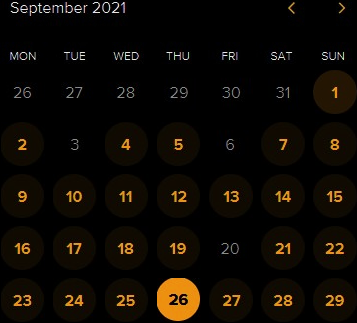 September 2021
MON TUE WED THU FRI SAT SUN
26 27 28 29 30 31 1
2 3 4 5 6 7 8
9 10 11 12 13 14 15
16 17 18 19 20 21 22
23 24 25 26 27 28 29